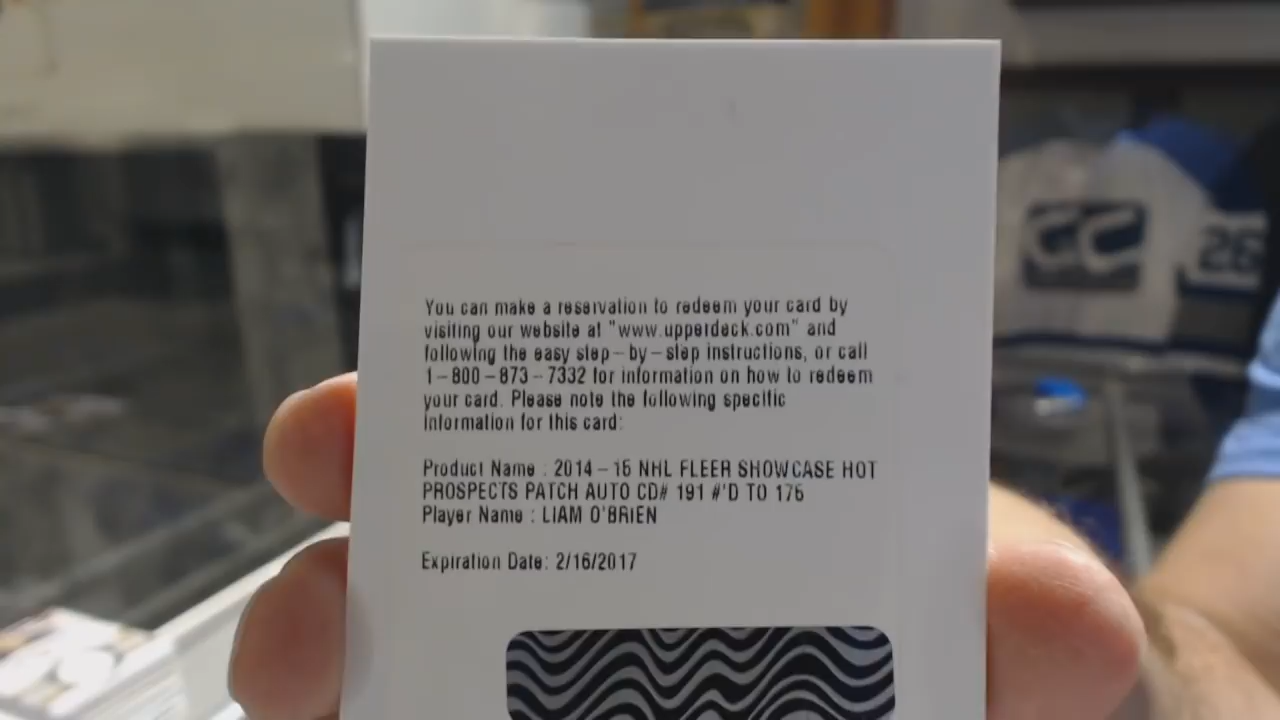 You can make a reservation to redeem your card by
visiting our website at "www.upperdeck.com" and
following the easy step-by-step instructions, or call
1-800-873-7332 for information on how to redeem
your card. Please note the following specific
information for this card:
Product Name : 2014-15 NHL FLEER SHOWCASE HOT
PROSPECTS PATCH AUTO CD# 191 #'D TO 175
Player Name : LIAM O'BRIEN
Expiration Date: 2/16/2017
CC
26